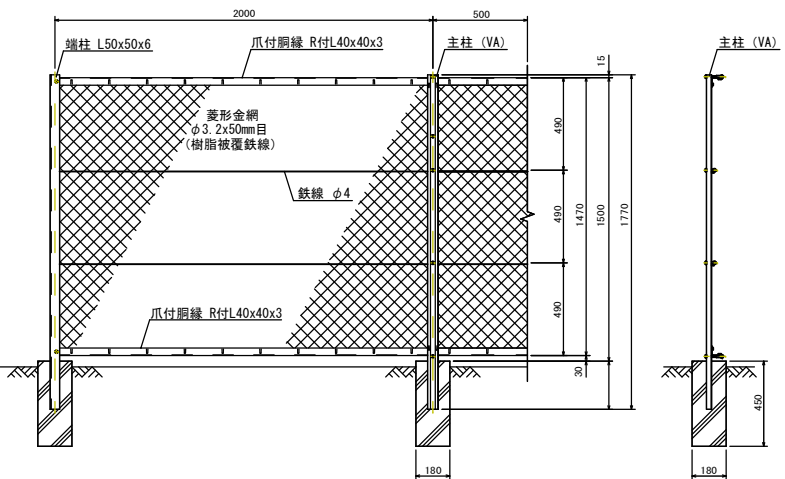 2000
500
端柱 L50x50x6
爪付胴縁 R付L40x40x3
主柱 (VA)
主柱 (VA)
15
菱形金網
φ3.2x50mm目
(樹脂被覆鉄線)
490
鉄線 φ4
490
1470
1500
1770
490
爪付胴縁 R付L40x40x3
30
450
180
180